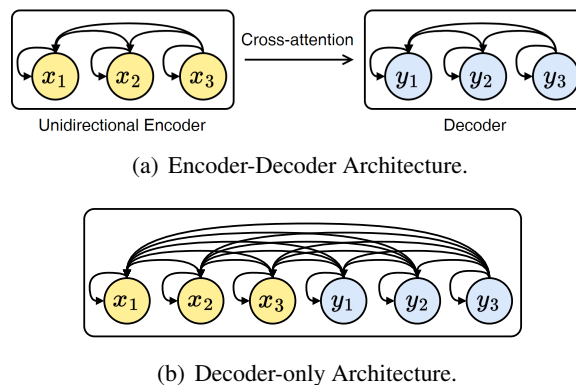 Cross-attention
x1 x2 x3 y1 y2 y3
Unidirectional Encoder Decoder
(a) Encoder-Decoder Architecture.
x1 x2 x3 y1 y2 y3
(b) Decoder-only Architecture.